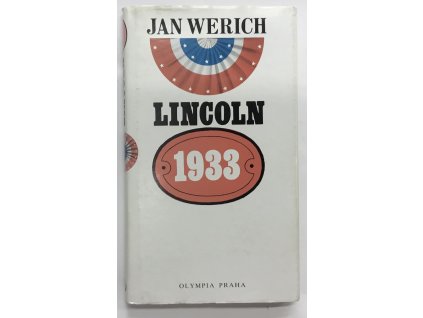 JAN WERICH
LINCOLN
1933
OLYMPIA PRAHA